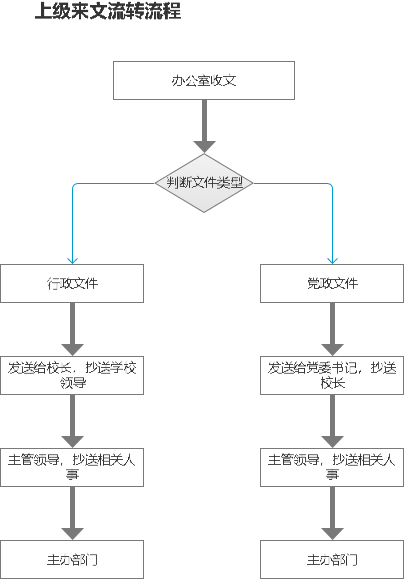 上级来文流转流程
办公室收文
判断文件类型
行政文件
党政文件
发送给校长，抄送学校
领导
发送给党委书记，抄送
校长
主管领导，抄送相关人
事
主管领导，抄送相关人
事
主办部门
主办部门